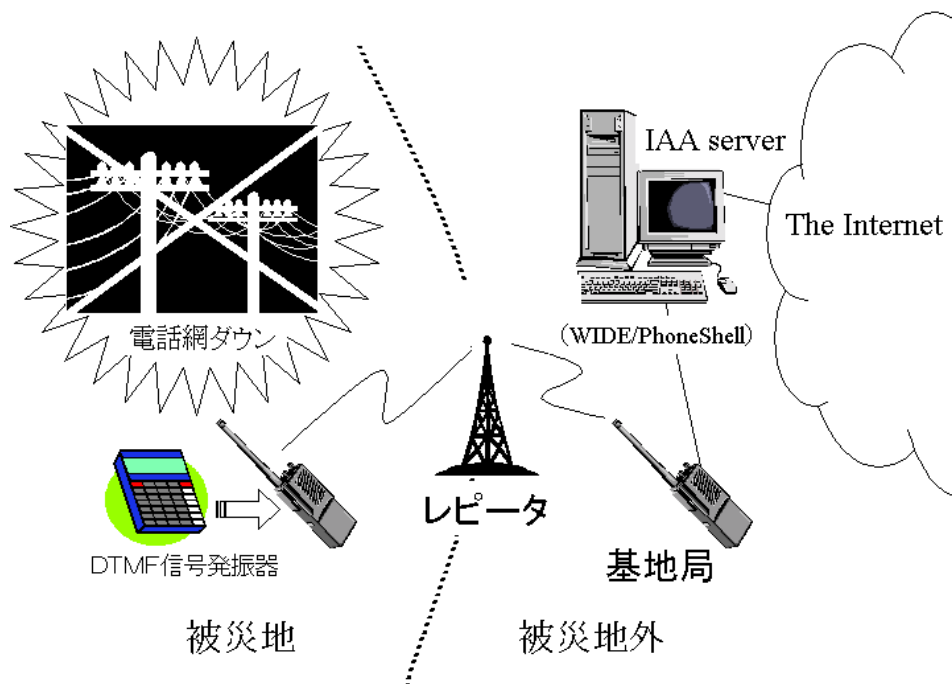 IAA server
The Internet
(WIDE/PhoneShell)
電話網ダウン
レピータ
DTMF信号発振器
基地局
被災地
被災地外